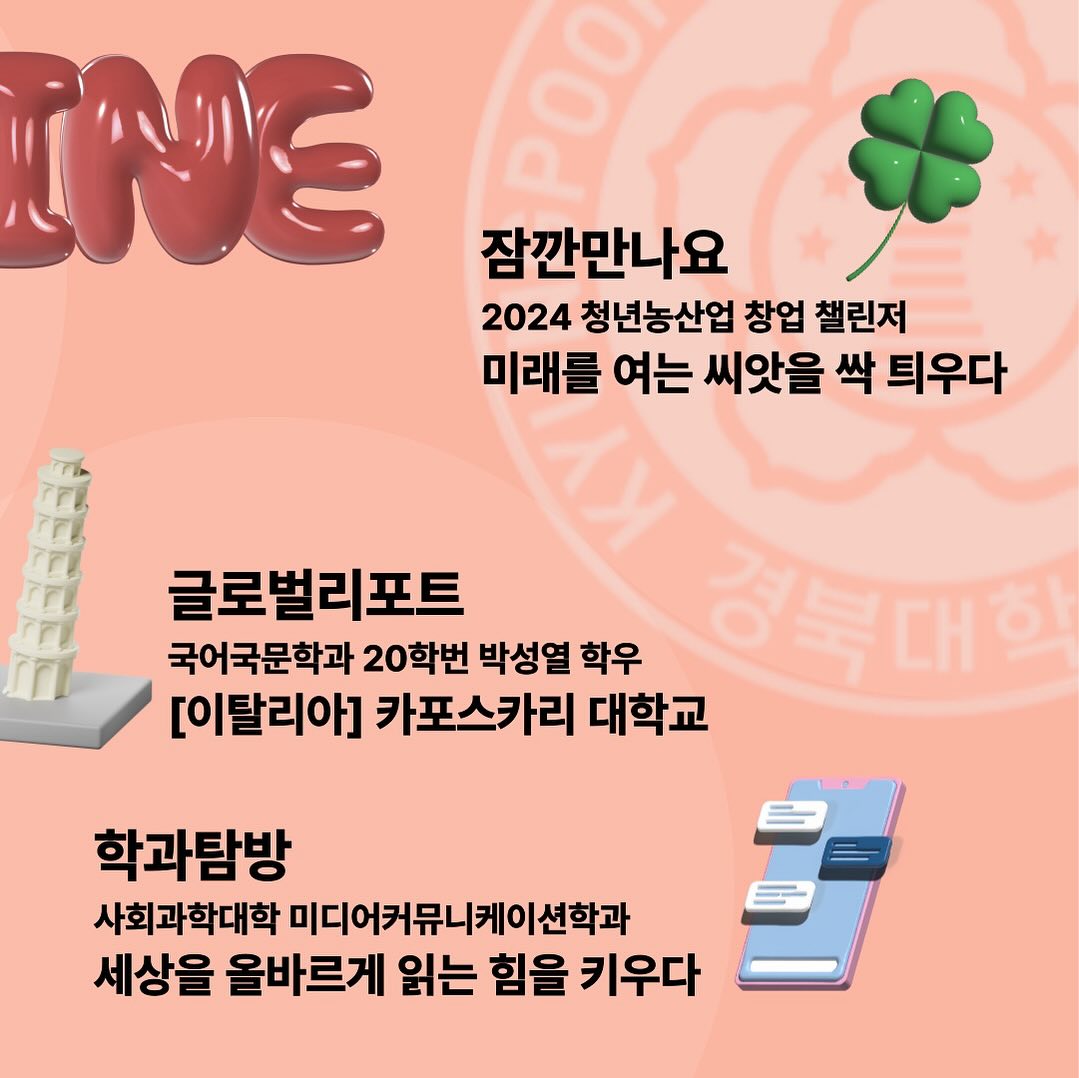 INE
잠깐만나요
2024 청년농산업 창업 챌린저
미래를 여는 씨앗을 싹 틔우다
KYUNGPOOK
경북대학
글로벌리포트
국어국문학과 20학번 박성열 학우
[이탈리아] 카포스카리 대학교
학과탐방
사회과학대학 미디어커뮤니케이션학과
세상을 올바르게 읽는 힘을 키우다